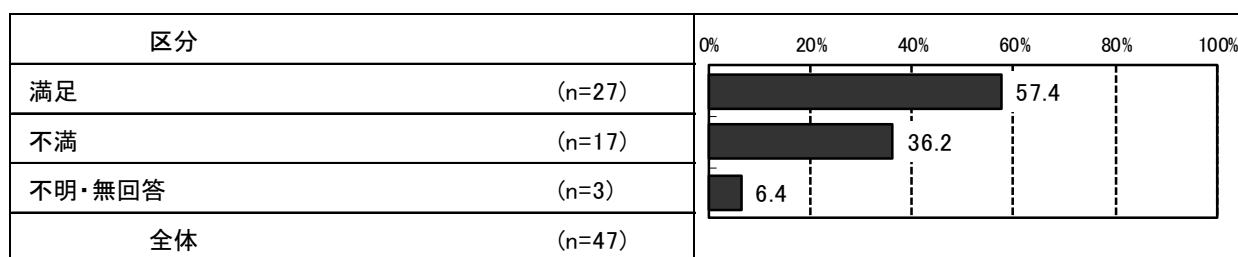 区分 0% 20% 40% 60% 80% 100%
満足 (n=27) 57.4
不満 (n=17) 36.2
不明・無回答 (n=3) 6.4
全体 (n=47)